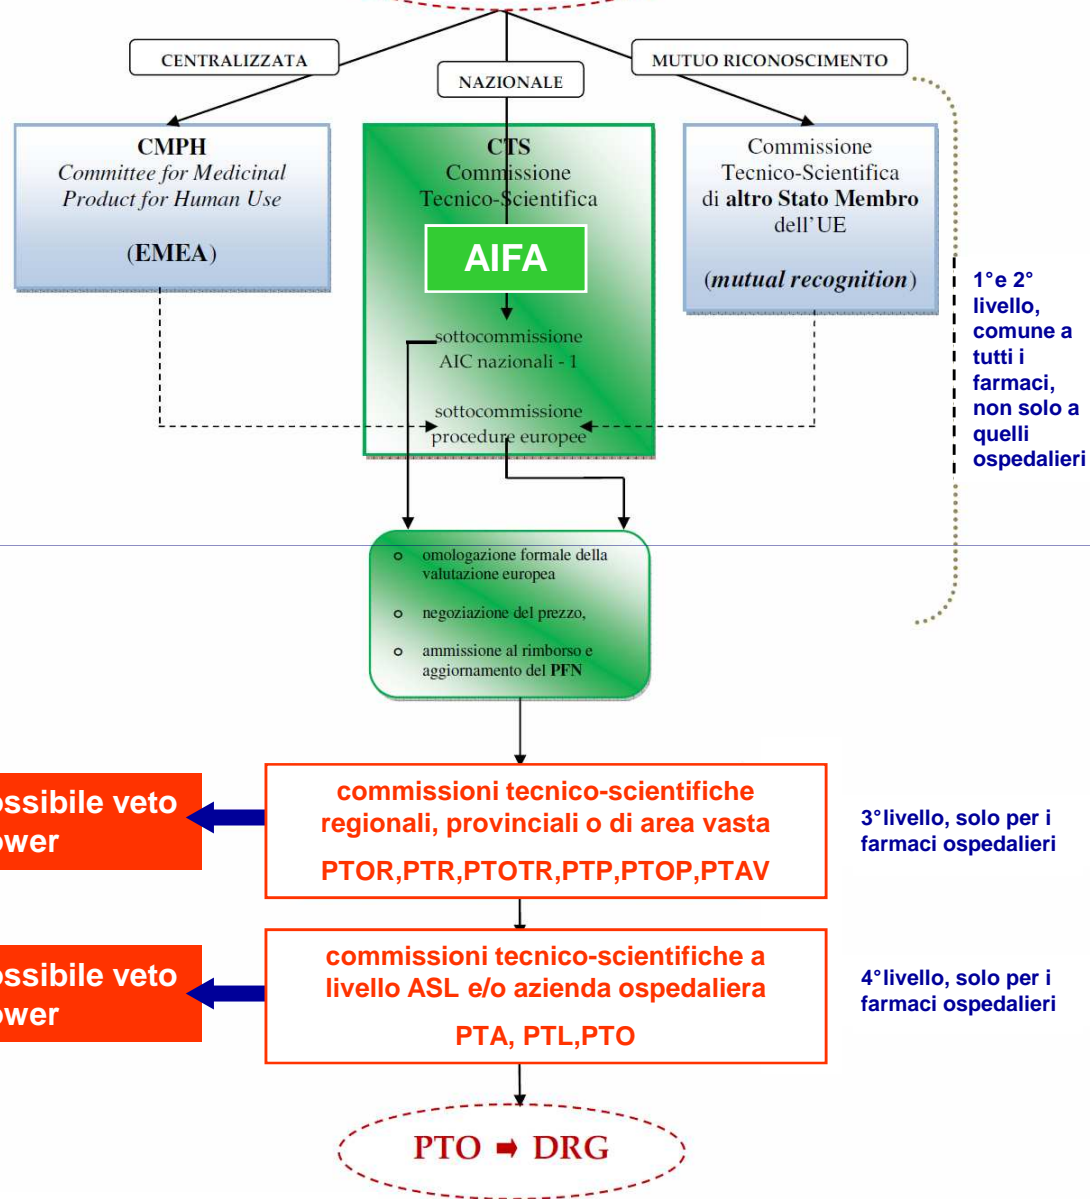 CENTRALIZZATA
NAZIONALE
MUTUO RICONOSCIMENTO
CMPH
Committee for Medicinal
Product for Human Use
(EMEA)
CTS
Commissione
Tecnico-Scientifica
AIFA
sottocommissione
AIC nazionali - 1
sottocommissione
procedure europee
Commissione
Tecnico-Scientifica
di altro Stato Membro
dell'UE
(mutual recognition)
1°e 2°
livello,
comune a
tutti i
farmaci,
non solo a
quelli
ospedalieri
o omologazione formale della
valutazione europea
o negoziazione del prezzo,
o ammissione al rimborso e
aggiornamento del PFN
ossibile veto
ower
commissioni tecnico-scientifiche
regionali, provinciali o di area vasta
PTOR,PTR,PTOTR,PTP,PTOP,PTAV
3°livello, solo per i
farmaci ospedalieri
ossibile veto
ower
commissioni tecnico-scientifiche a
livello ASL e/o azienda ospedaliera
PTA, PTL,PTO
4°livello, solo per i
farmaci ospedalieri
PTO ➡ DRG